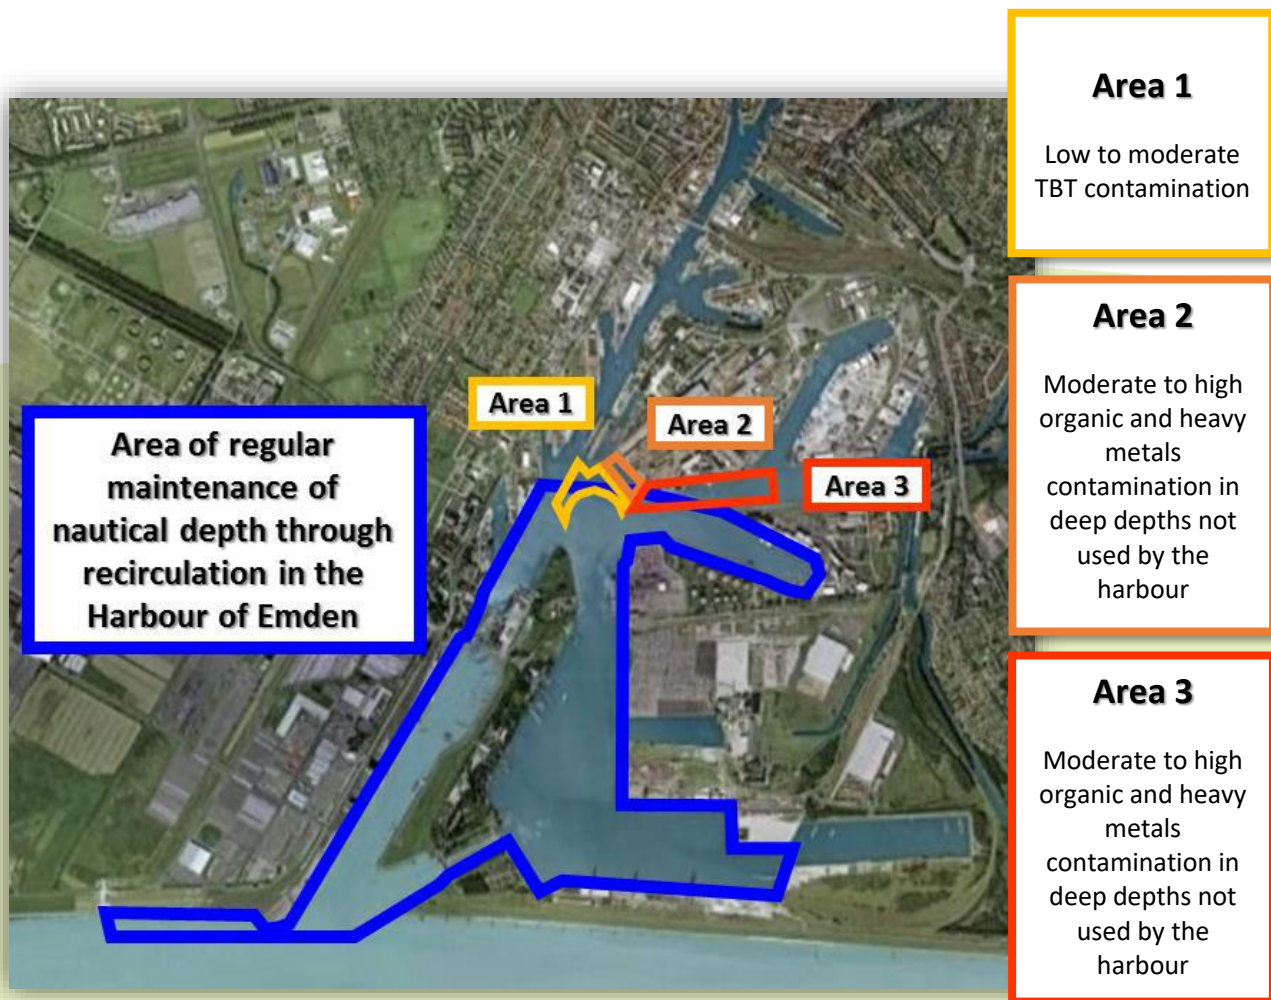 Area 1
Low to moderate
TBT contamination
Area 2
Moderate to high
organic and heavy
metals
contamination in
deep depths not
used by the
harbour
Area 3
Moderate to high
organic and heavy
metals
contamination in
deep depths not
used by the
harbour
Area 1
Area 2
Area 3
Area of regular
maintenance of
nautical depth through
recirculation in the
Harbour of Emden